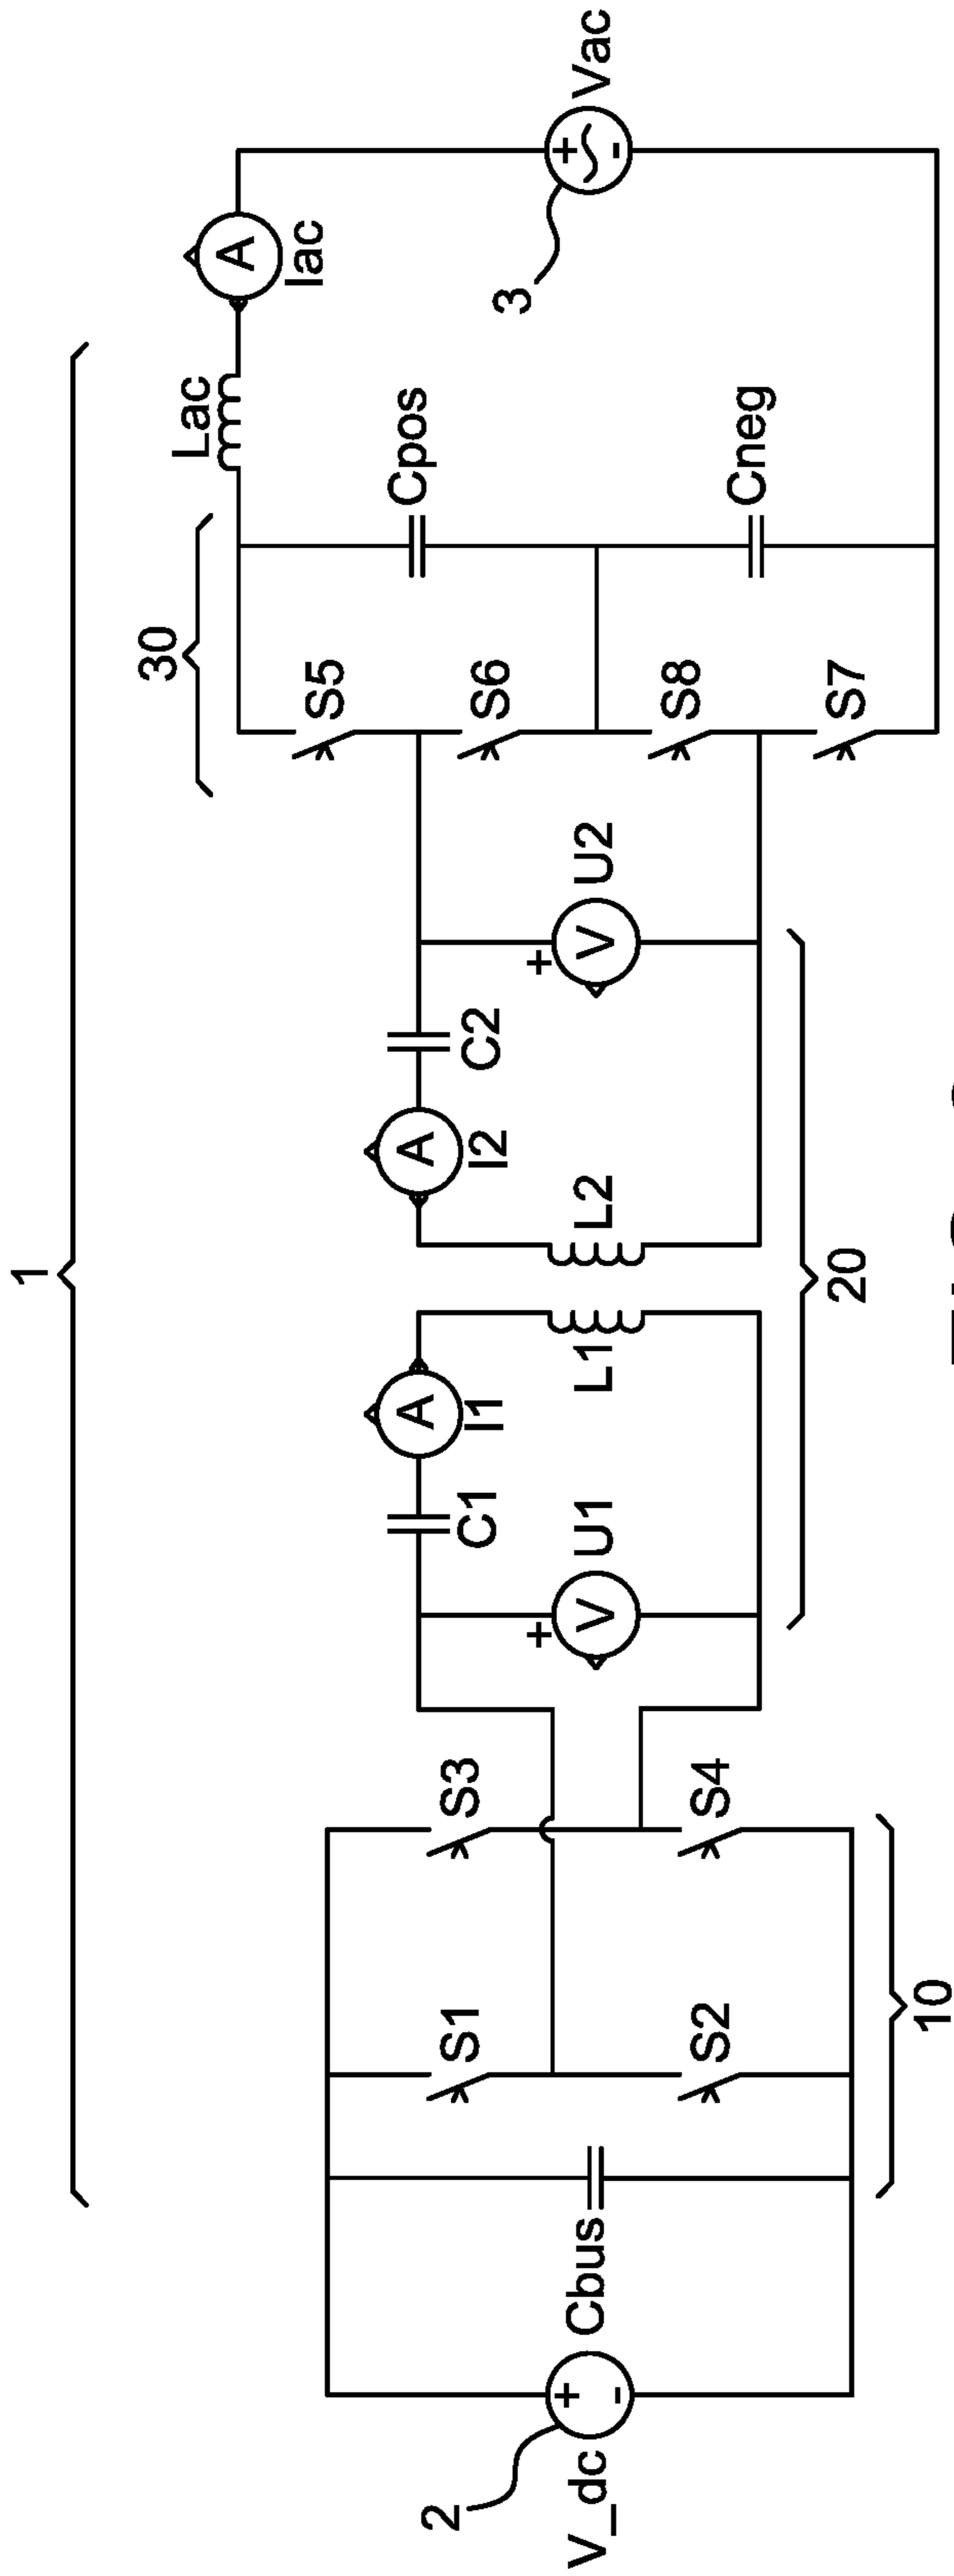 1
30
Lac
A
Iac
S5
S6
S8
S7
Cpos
Cneg
+
-
Vac
3
C1
A
I1
A
I2
C2
+
V
U1
L1
L2
+
V
U2
20
S1
S2
S3
S4
10
Cbus
+
-
2
V_dc